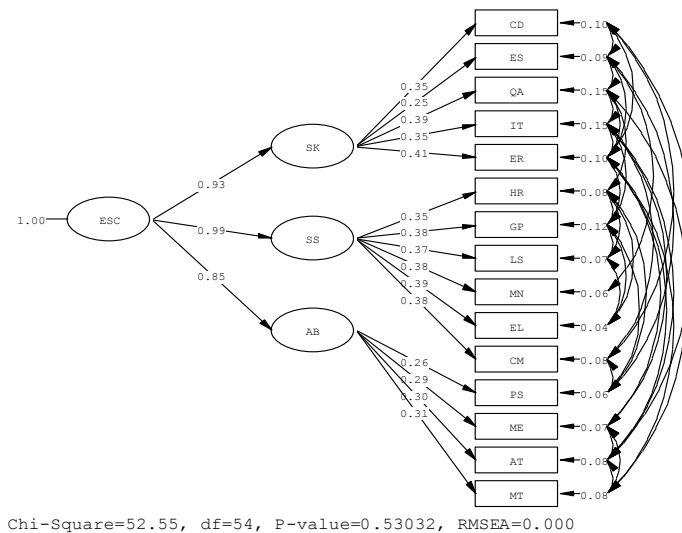 CD
0.10
ES
0.09
0.35
QA
0.15
0.25
0.39
IT
0.15
0.35
SK
ER
0.10
0.41
0.93
HR
0.08
0.35
1.00
ESC
GP
0.12
0.38
0.99
SS
LS
0.07
0.37
0.38
0.85
MN
0.06
0.39
0.38
EL
0.04
AB
CM
0.08
0.26
PS
0.06
0.29
0.30
0.31
ME
0.07
AT
0.08
MT
0.08
Chi-Square=52.55, df=54, P-value=0.53032, RMSEA=0.000